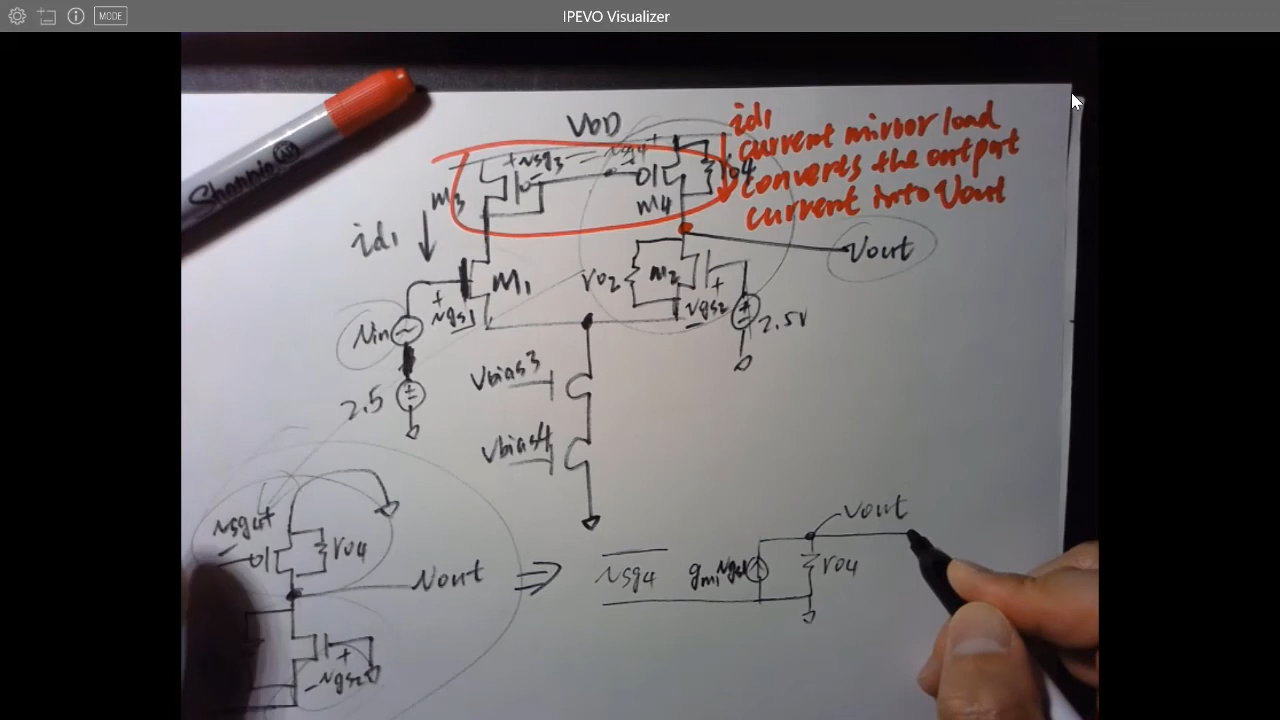 MODE
IPEVO Visualizer
Sharpie
VDD
id1
current mirror load
converts the output
current into Vout
+ vsg3 -
vsg4 +
M3
M4
ro4
id1
M1
ro2
M2
Vout
+
vgs1
+
vgs2
Vin
2.5V
2.5
Vbias3
Vbias4
vsg4+
ro4
Vout
vsg4
gm1vgs1
Vout
ro4
+
-vgs2